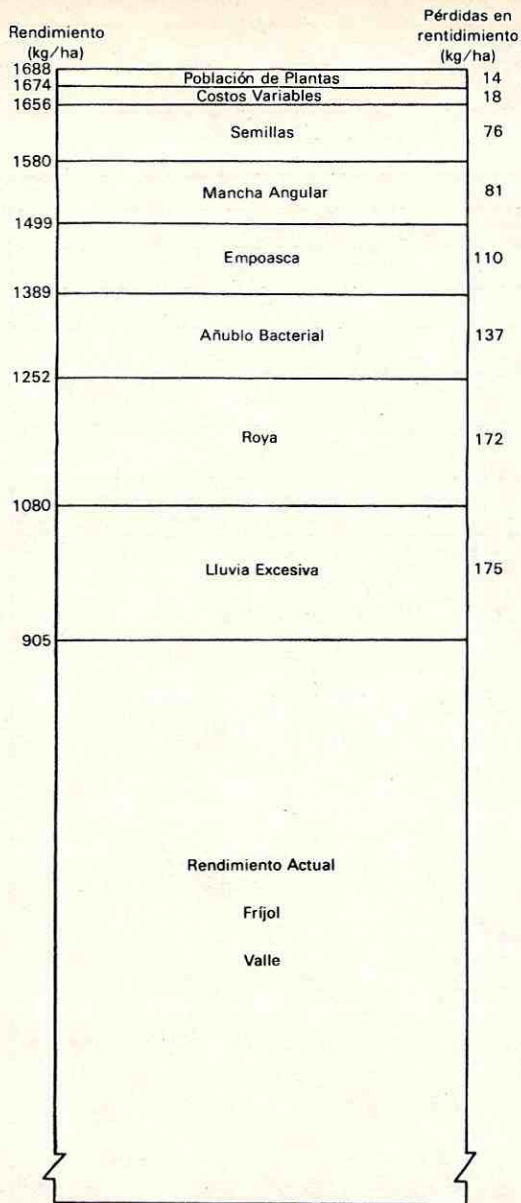 Rendimiento
(kg/ha)
Pérdidas en
rentidimiento
(kg/ha)
1688
Población de Plantas
14
1674
Costos Variables
18
1656
Semillas
76
1580
Mancha Angular
81
1499
Empoasca
110
1389
Añublo Bacterial
137
1252
Roya
172
1080
Lluvia Excesiva
175
905
Rendimiento Actual
Fríjol
Valle